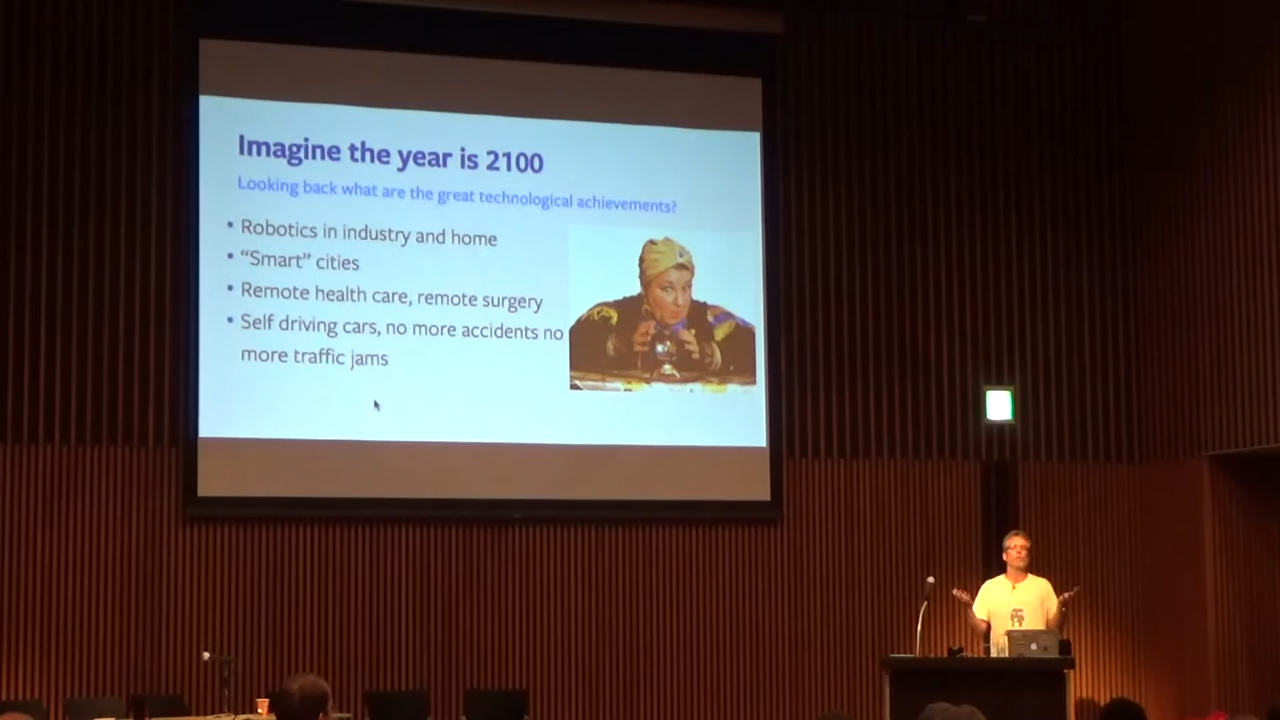 Imagine the year is 2100
Looking back what are the great technological achievements?
• Robotics in industry and home
• “Smart” cities
• Remote health care, remote surgery
• Self driving cars, no more accidents no
more traffic jams